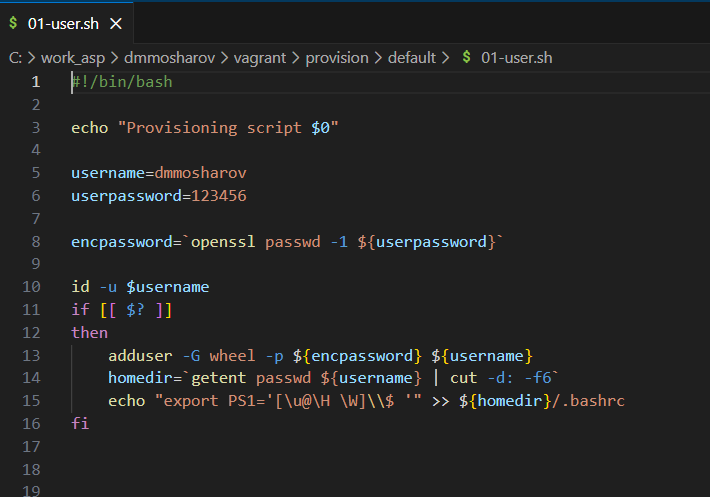 $ 01-user.sh ×
C: > work_asp > dmmosharov > vagrant > provision > default > $ 01-user.sh
1 #!/bin/bash
2
3 echo "Provisioning script $0"
4
5 username=dmmosharov
6 userpassword=123456
7
8 encpassword=`openssl passwd -1 ${userpassword}`
9
10 id -u $username
11 if [[ $? ]]
12 then
13     adduser -G wheel -p ${encpassword} ${username}
14     homedir=`getent passwd ${username} | cut -d: -f6`
15     echo "export PS1='[\u@\H \W]\\$ '" >> ${homedir}/.bashrc
16 fi
17
18
19